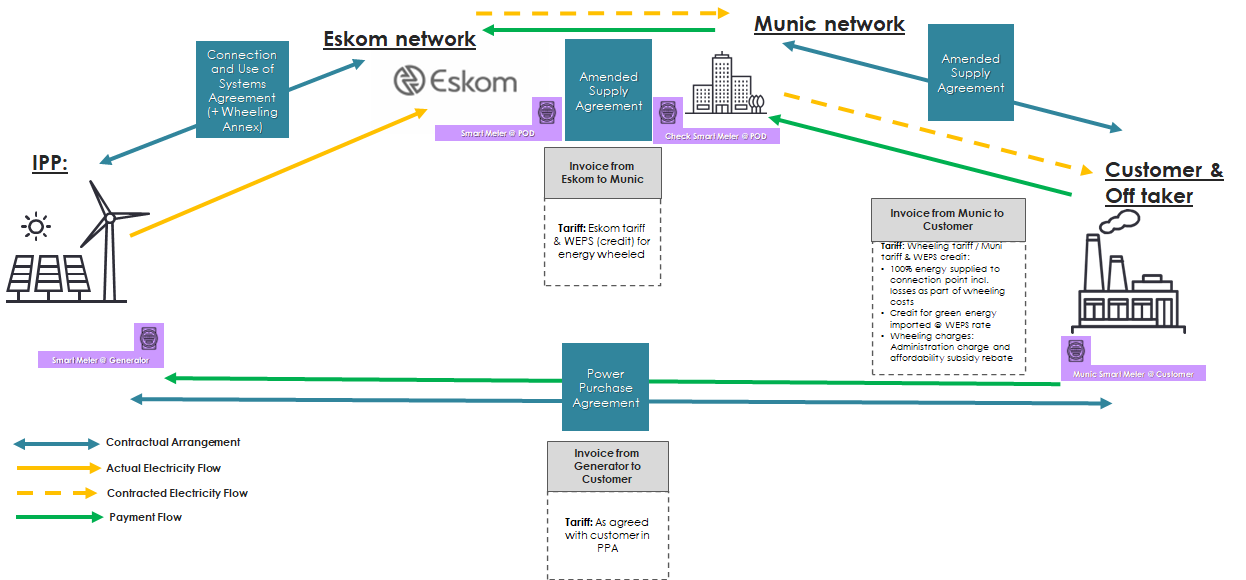 Eskom network
Munic network
Connection
and Use of
Systems
Agreement
(+ Wheeling
Annex)
Eskom
Amended
Supply
Agreement
Amended
Supply
Agreement
Smart Meter @ POD
Check Smart Meter @ POD
IPP:
Invoice from
Eskom to Munic
Tariff: Eskom tariff
& WEPS (credit) for
energy wheeled
Customer &
Off taker
Invoice from Munic to
Customer
Tariff: Wheeling tariff / Muni
tariff & WEPS credit:
• 100% energy supplied to
connection point incl.
losses as part of wheeling
costs
• Credit for green energy
imported @ WEPS rate
• Wheeling charges:
Administration charge and
affordability subsidy rebate
Smart Meter @ Generator
Munic Smart Meter @ Customer
Power
Purchase
Agreement
Contractual Arrangement
Actual Electricity Flow
Contracted Electricity Flow
Payment Flow
Invoice from
Generator to
Customer
Tariff: As agreed
with customer in
PPA